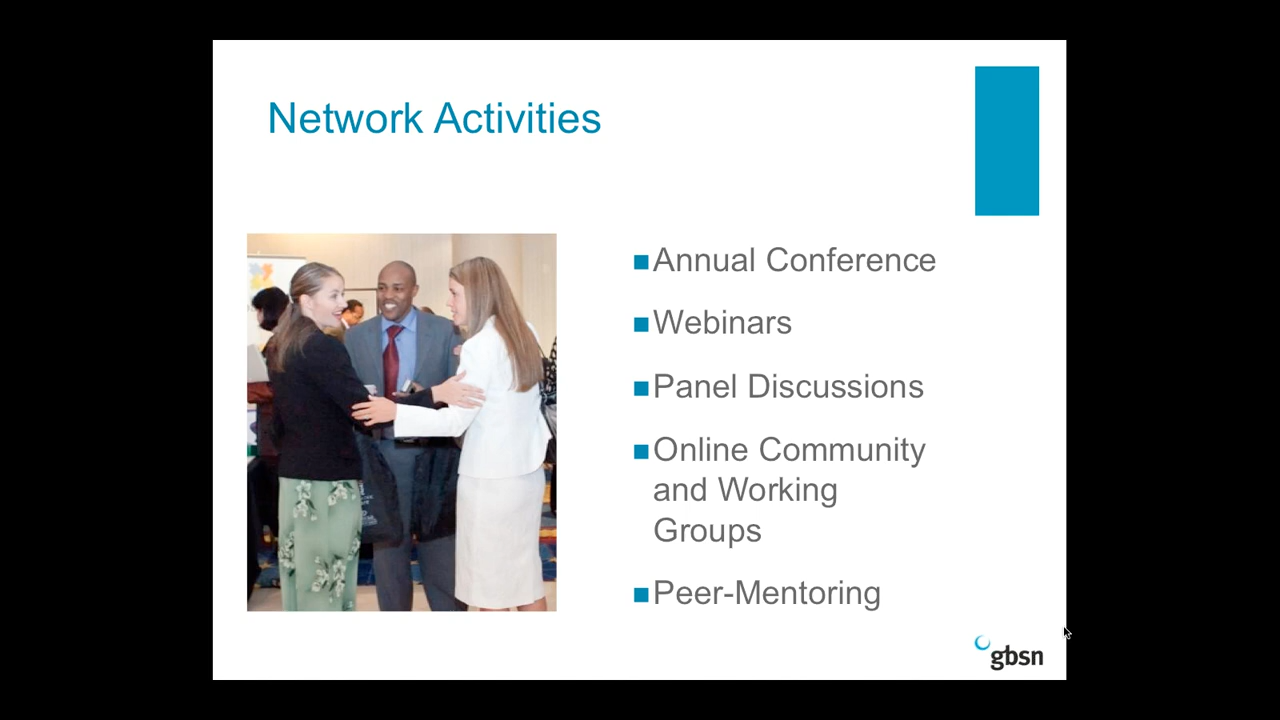 Network Activities
Annual Conference
Webinars
Panel Discussions
Online Community
and Working
Groups
Peer-Mentoring
gbsn